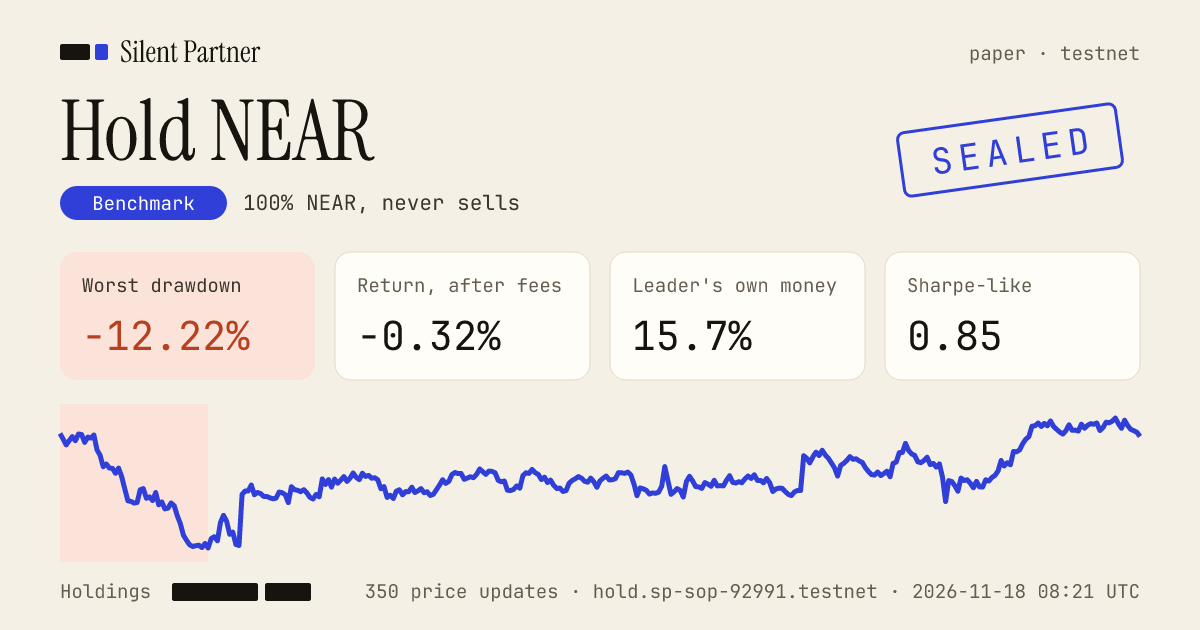 Silent Partner
paper · testnet
Hold NEAR
SEALED
Benchmark
100% NEAR, never sells
Worst drawdown
-12.22%
Return, after fees
-0.32%
Leader's own money
15.7%
Sharpe-like
0.85
Holdings
350 price updates · hold.sp-sop-92991.testnet · 2026-11-18 08:21 UTC